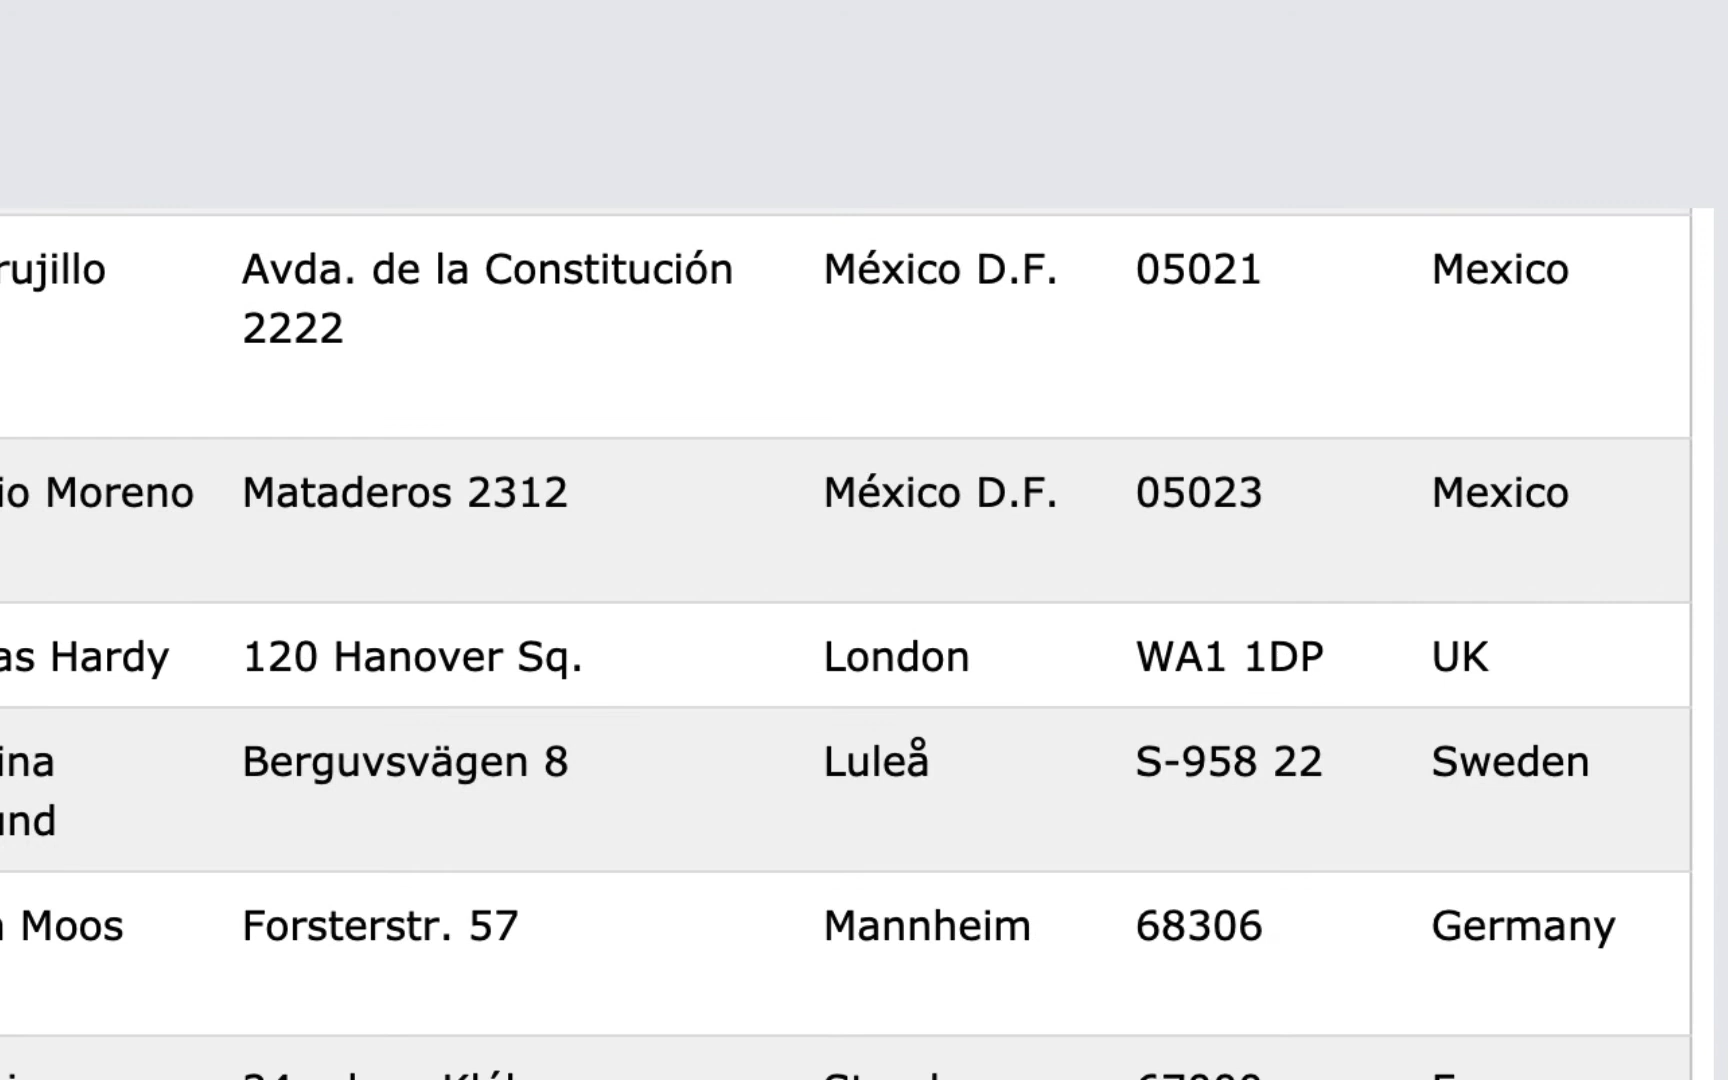 rujillo Avda. de la Constitución México D.F. 05021 Mexico
2222
io Moreno Mataderos 2312 México D.F. 05023 Mexico
as Hardy 120 Hanover Sq. London WA1 1DP UK
ina Berguvsvägen 8 Luleå S-958 22 Sweden
und
Moos Forsterstr. 57 Mannheim 68306 Germany